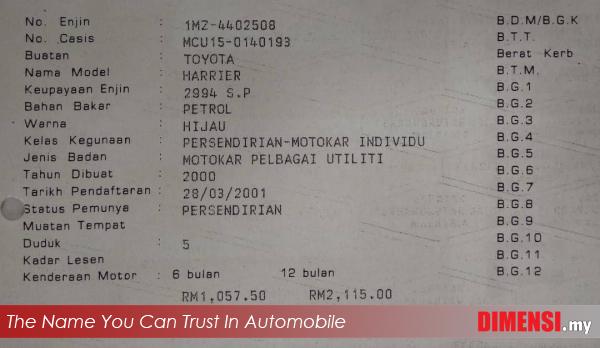 No. Enjin : 1MZ-4402508 B.D.M/B.G.K
No. Casis : MCU15-0140193 B.T.T.
Buatan : TOYOTA Berat Kerb
Nama Model : HARRIER B.T.M.
Keupayaan Enjin : 2994 S.P B.G.1
Bahan Bakar : PETROL B.G.2
Warna : HIJAU B.G.3
Kelas Kegunaan : PERSENDIRIAN-MOTOKAR INDIVIDU B.G.4
Jenis Badan : MOTOKAR PELBAGAI UTILITI B.G.5
Tahun Dibuat : 2000 B.G.6
Tarikh Pendaftaran : 28/03/2001 B.G.7
Status Pemunya : PERSENDIRIAN B.G.8
Muatan Tempat B.G.9
Duduk : 5 B.G.10
Kadar Lesen B.G.11
Kenderaan Motor : 6 bulan 12 bulan B.G.12
RM1,057.50 RM2,115.00
The Name You Can Trust In Automobile DIMENSI.my